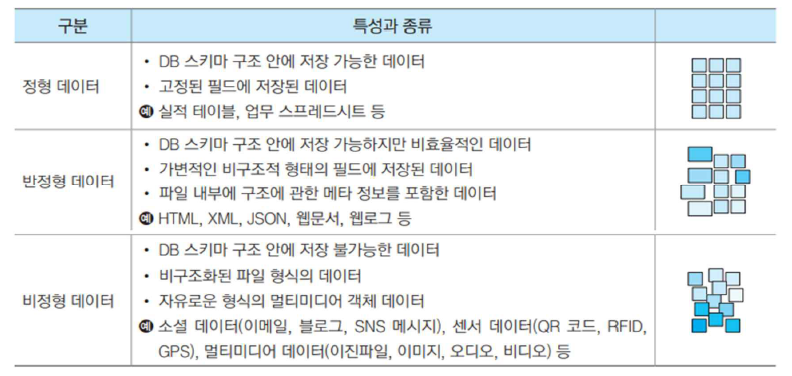 구분 특성과 종류
정형 데이터
• DB 스키마 구조 안에 저장 가능한 데이터
• 고정된 필드에 저장된 데이터
예 실적 테이블, 업무 스프레드시트 등
반정형 데이터
• DB 스키마 구조 안에 저장 가능하지만 비효율적인 데이터
• 가변적인 비구조적 형태의 필드에 저장된 데이터
• 파일 내부에 구조에 관한 메타 정보를 포함한 데이터
예 HTML, XML, JSON, 웹문서, 웹로그 등
비정형 데이터
• DB 스키마 구조 안에 저장 불가능한 데이터
• 비구조화된 파일 형식의 데이터
• 자유로운 형식의 멀티미디어 객체 데이터
예 소셜 데이터(이메일, 블로그, SNS 메시지), 센서 데이터(QR 코드, RFID,
GPS), 멀티미디어 데이터(이진파일, 이미지, 오디오, 비디오) 등